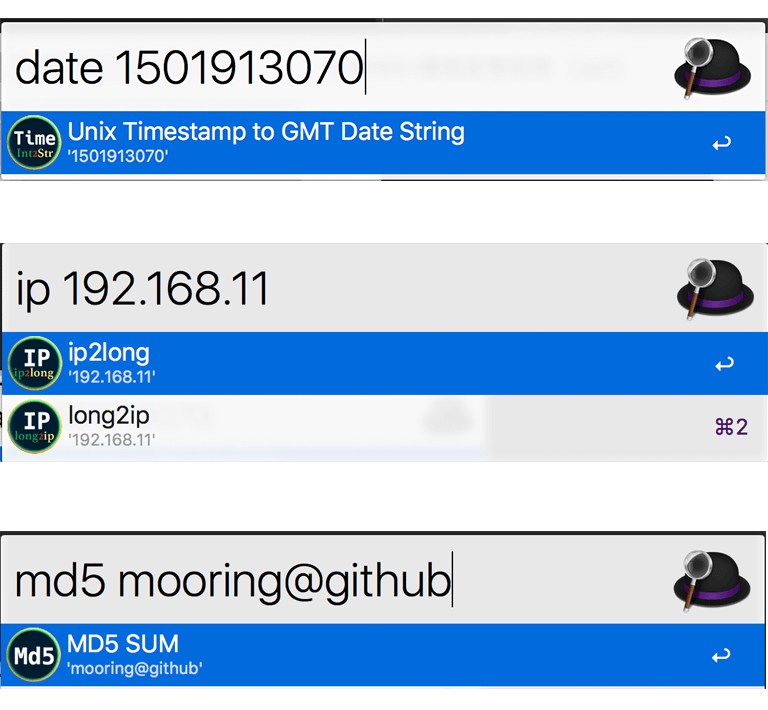 date 1501913070
Time
Int2Str
Unix Timestamp to GMT Date String
'1501913070'
ip 192.168.11
IP
ip2long
ip2long
'192.168.11'
IP
long2ip
long2ip
'192.168.11'
⌘2
md5 mooring@github
Md5
MD5 SUM
'mooring@github'